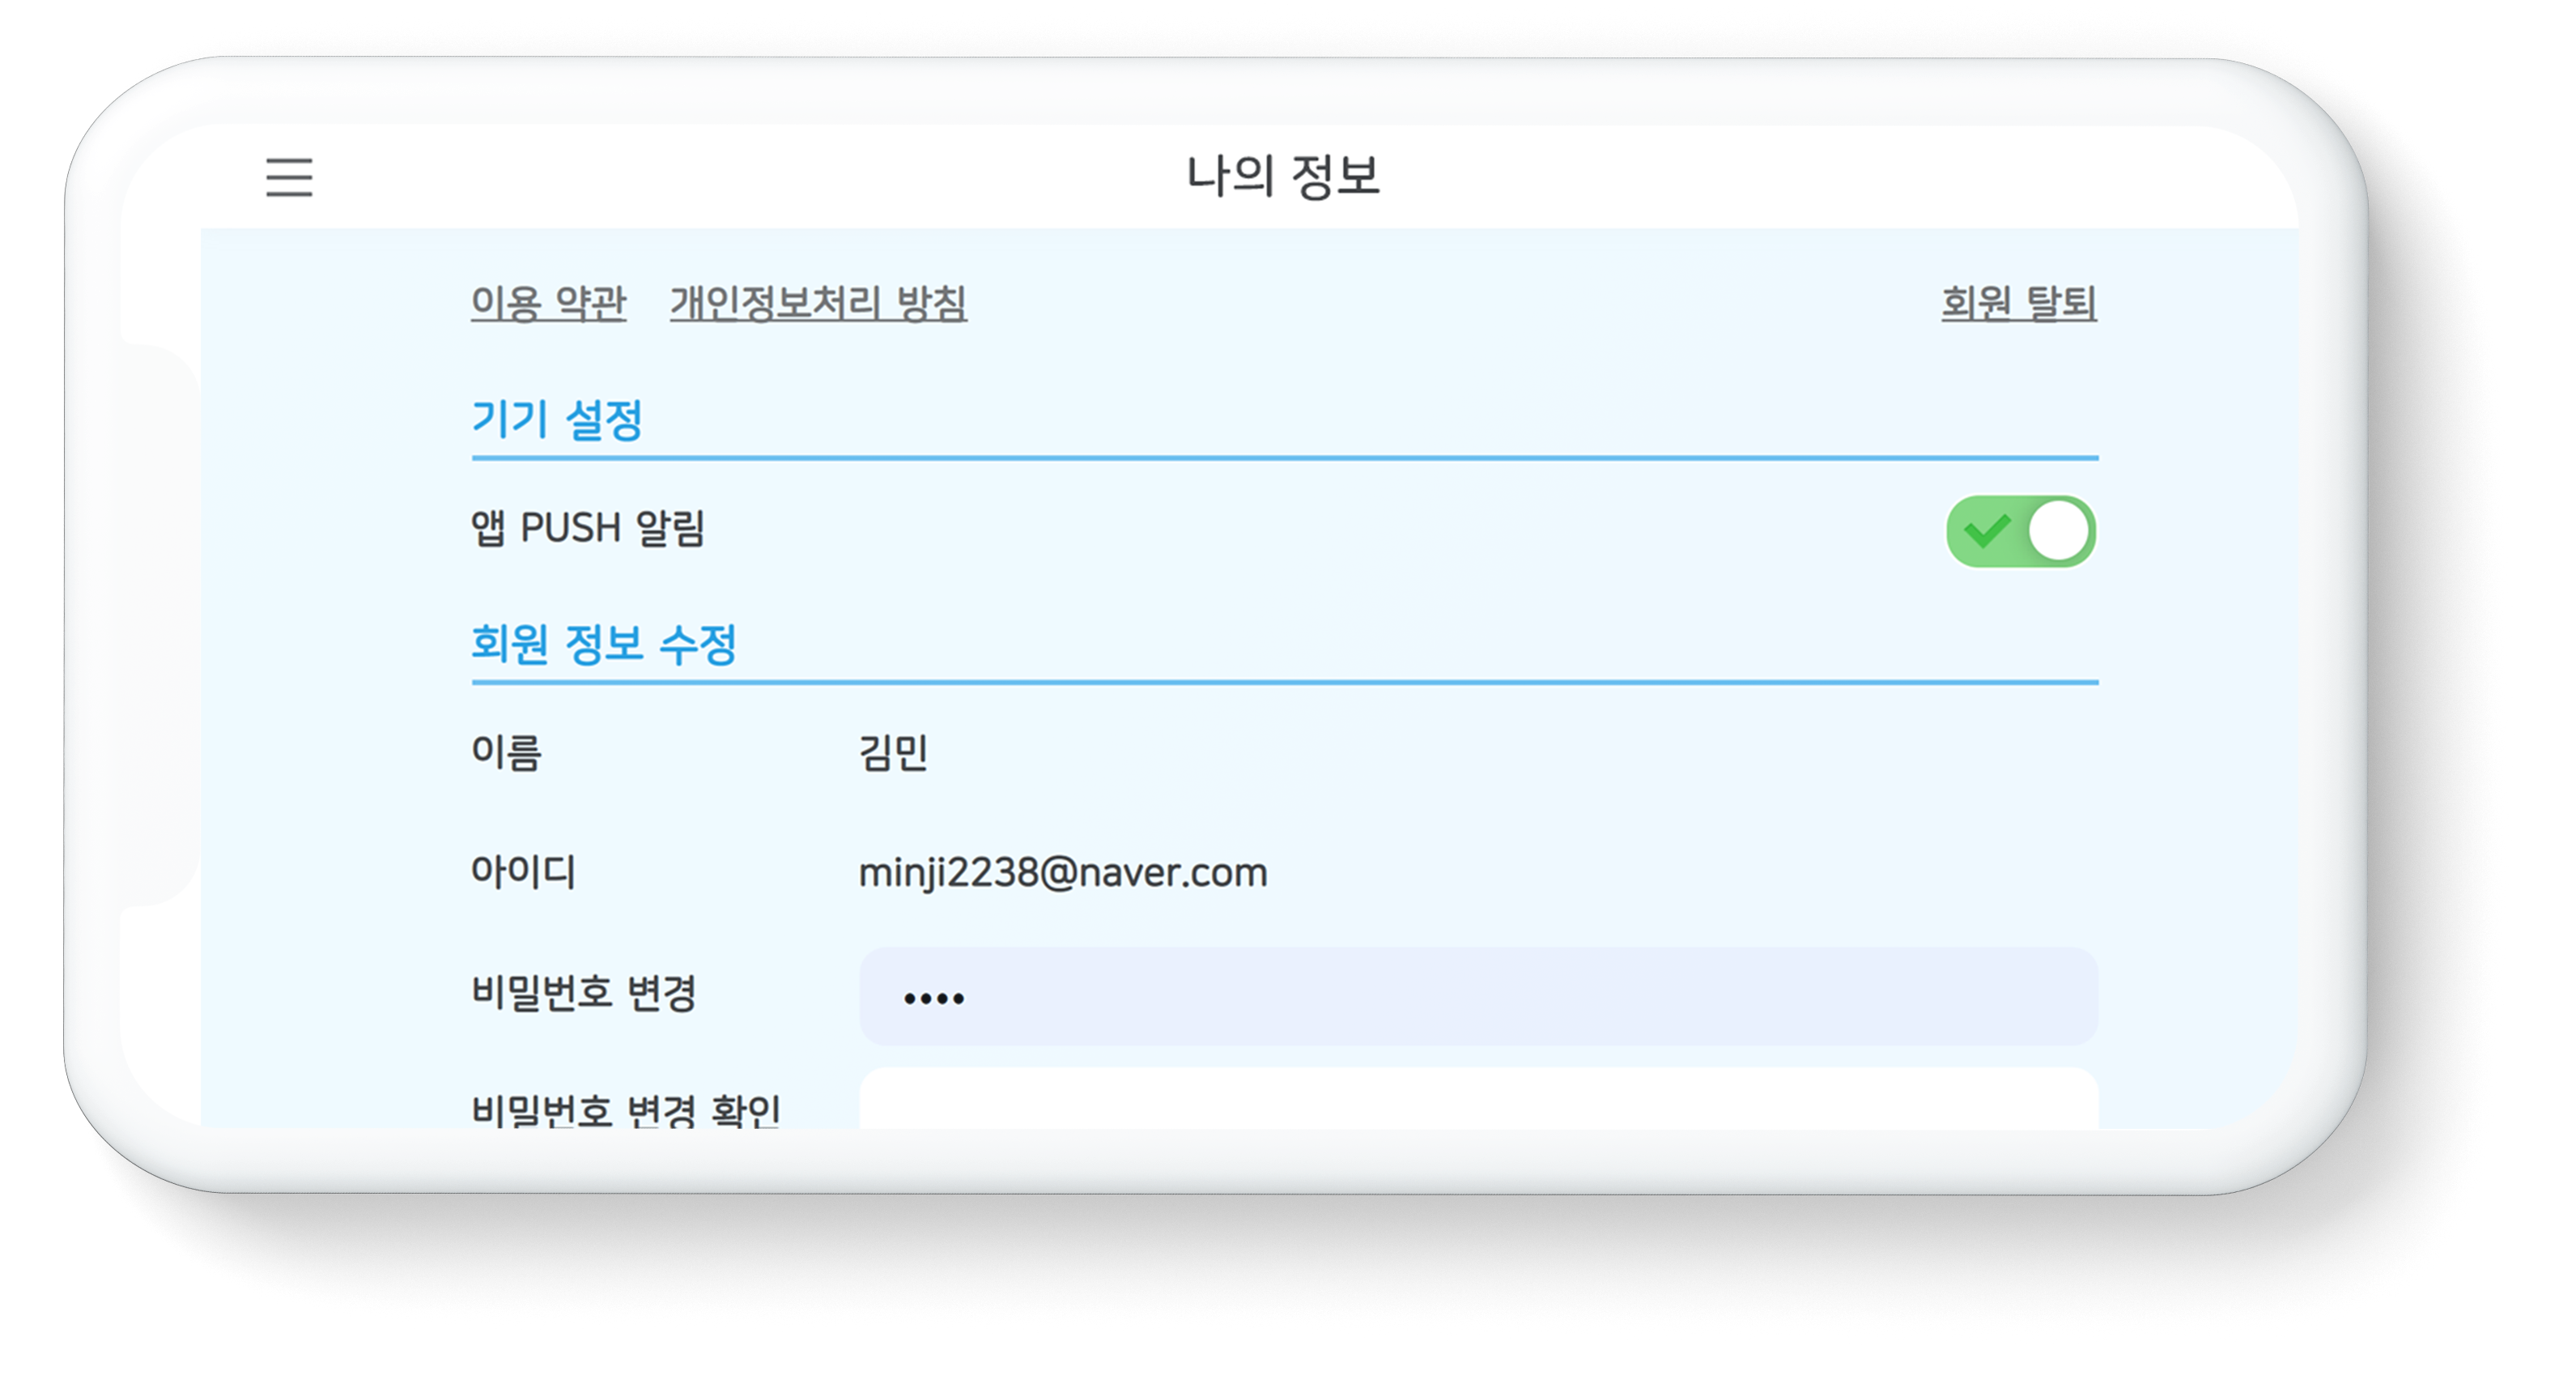 나의 정보
이용 약관 개인정보처리 방침 회원 탈퇴
기기 설정
앱 PUSH 알림
회원 정보 수정
이름 김민
아이디 minji2238@naver.com
비밀번호 변경 ••••
비밀번호 변경 확인